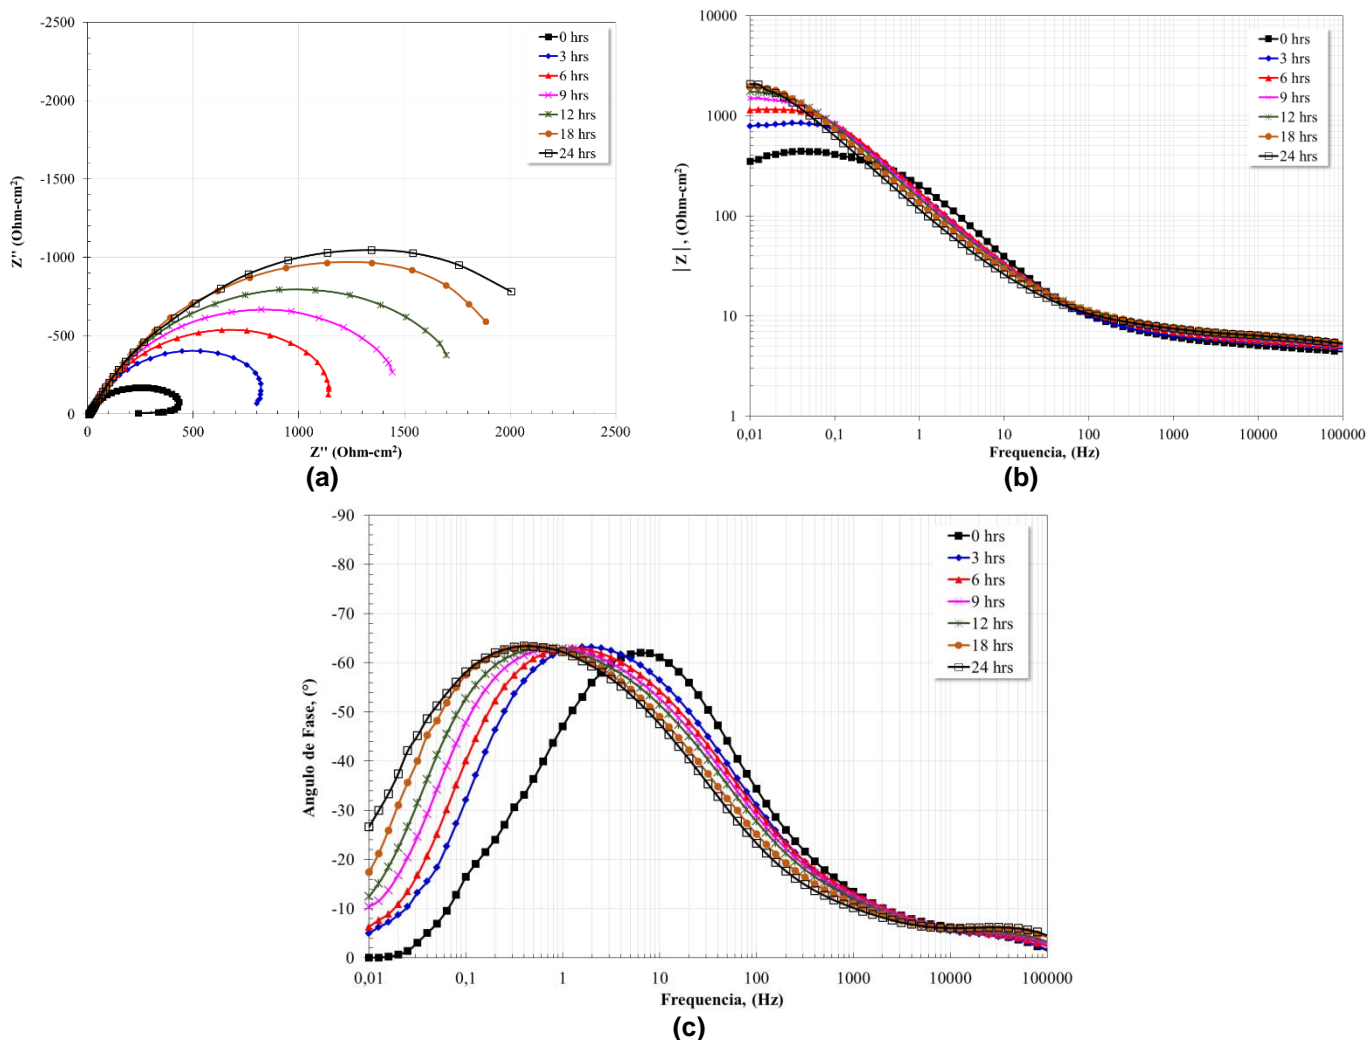 -2500
-2000
-1500
-1000
-500
0
Z'' (Ohm-cm²)
0 hrs
3 hrs
6 hrs
9 hrs
12 hrs
18 hrs
24 hrs
0 500 1000 1500 2000 2500
Z'' (Ohm-cm²)
(a)
10000
1000
100
10
1
|Z|, (Ohm-cm²)
0 hrs
3 hrs
6 hrs
9 hrs
12 hrs
18 hrs
24 hrs
0,01 0,1 1 10 100 1000 10000 100000
Frequencia, (Hz)
(b)
-90
-80
-70
-60
-50
-40
-30
-20
-10
0
Angulo de Fase, (°)
0 hrs
3 hrs
6 hrs
9 hrs
12 hrs
18 hrs
24 hrs
0,01 0,1 1 10 100 1000 10000 100000
Frequencia, (Hz)
(c)